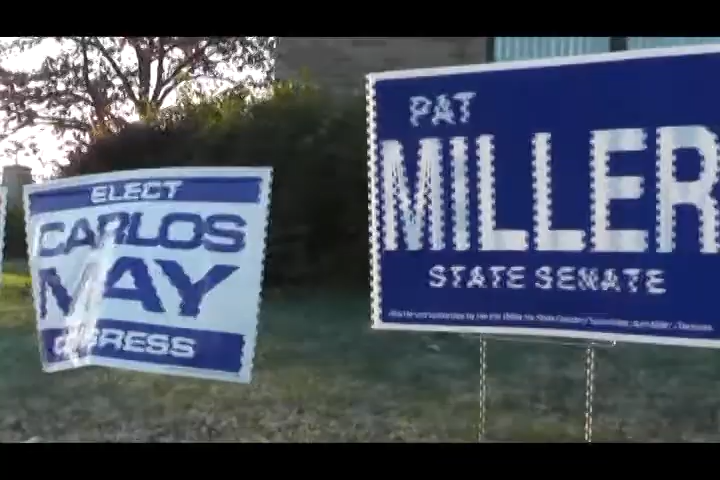 ELECT
CARLOS
MAY
CONGRESS
PAT
MILLER
STATE SENATE